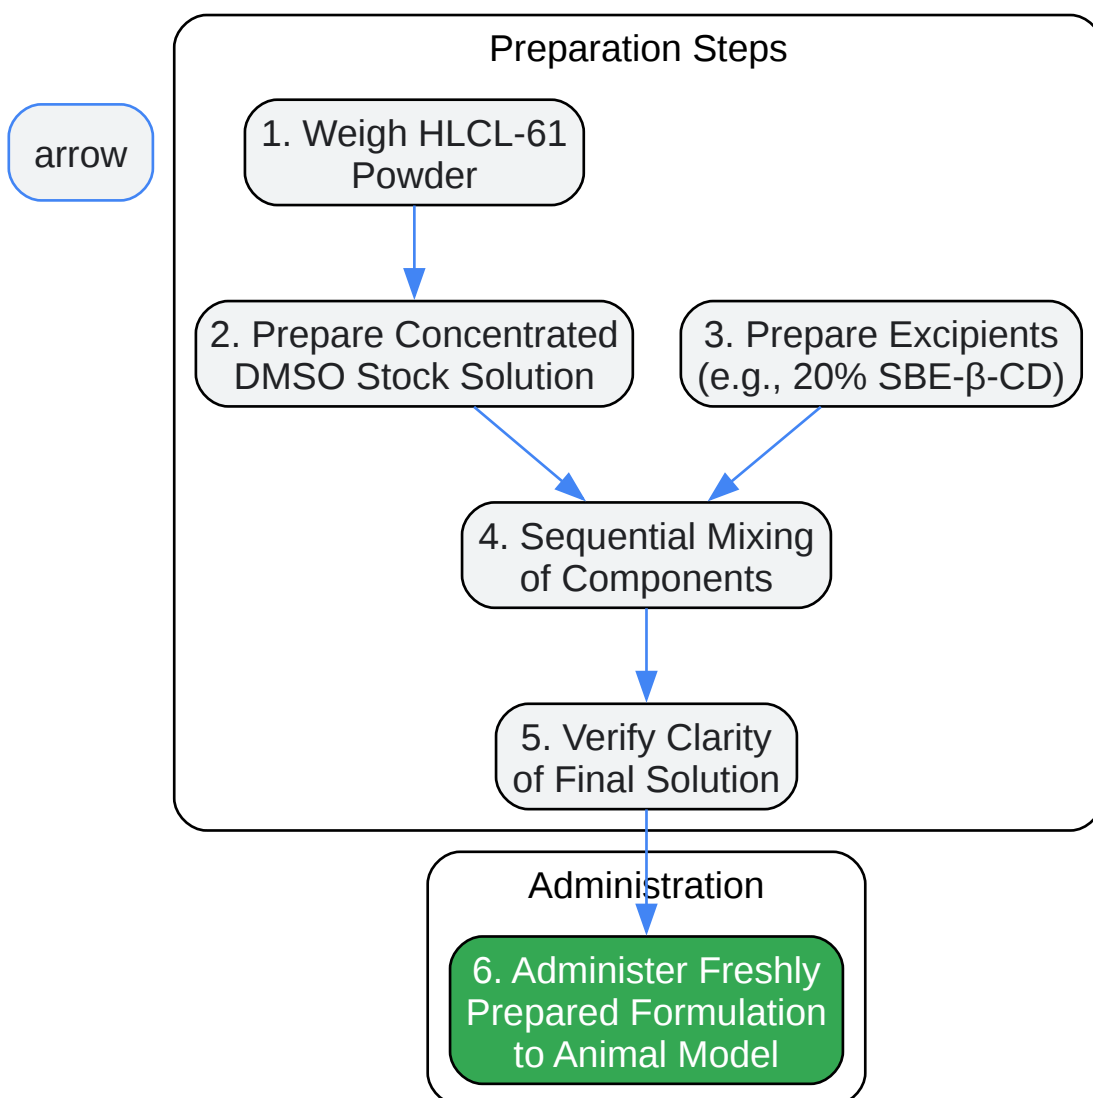 Preparation Steps
arrow
1. Weigh HLCL-61
Powder
2. Prepare Concentrated
DMSO Stock Solution
3. Prepare Excipients
(e.g., 20% SBE-β-CD)
4. Sequential Mixing
of Components
5. Verify Clarity
of Final Solution
Administration
6. Administer Freshly
Prepared Formulation
to Animal Model